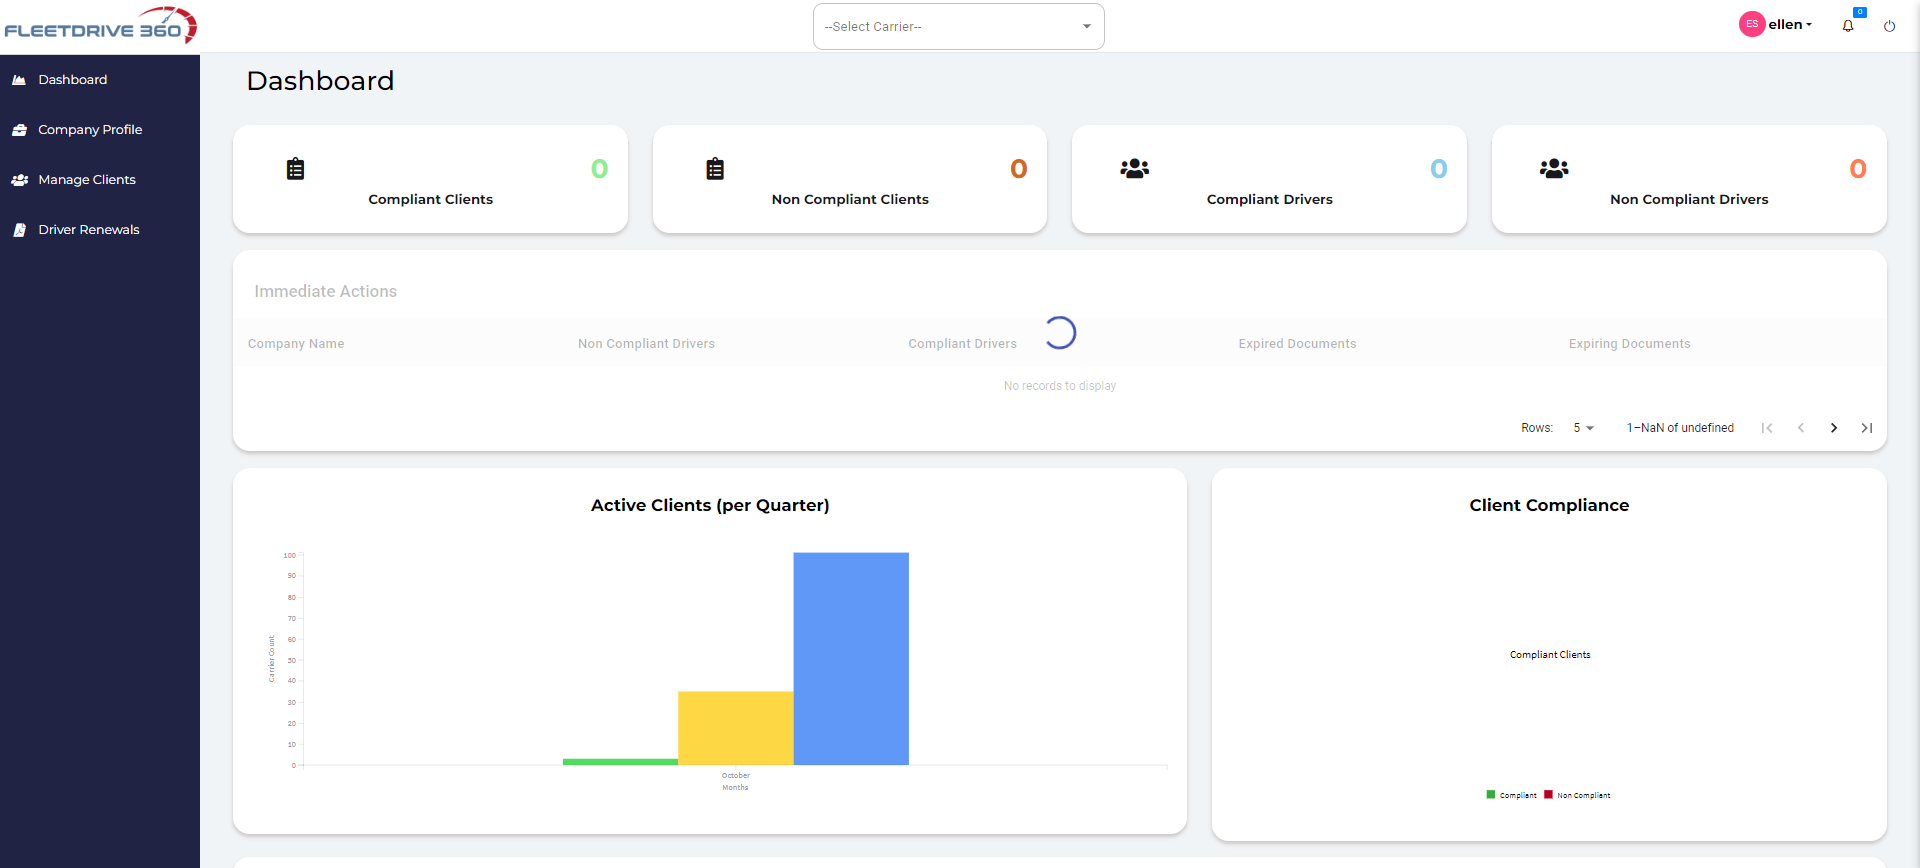 FLEETDRIVE 360
--Select Carrier--
ES ellen
0
Dashboard
Company Profile
Manage Clients
Driver Renewals
Dashboard
0
Compliant Clients
0
Non Compliant Clients
0
Compliant Drivers
0
Non Compliant Drivers
Immediate Actions
Company Name Non Compliant Drivers Compliant Drivers Expired Documents Expiring Documents
No records to display
Rows: 5 1–NaN of undefined
Active Clients (per Quarter)
100
90
80
70
60
50
40
30
20
10
0
Carrier Count
October
Months
Client Compliance
Compliant Clients
Compliant Non Compliant